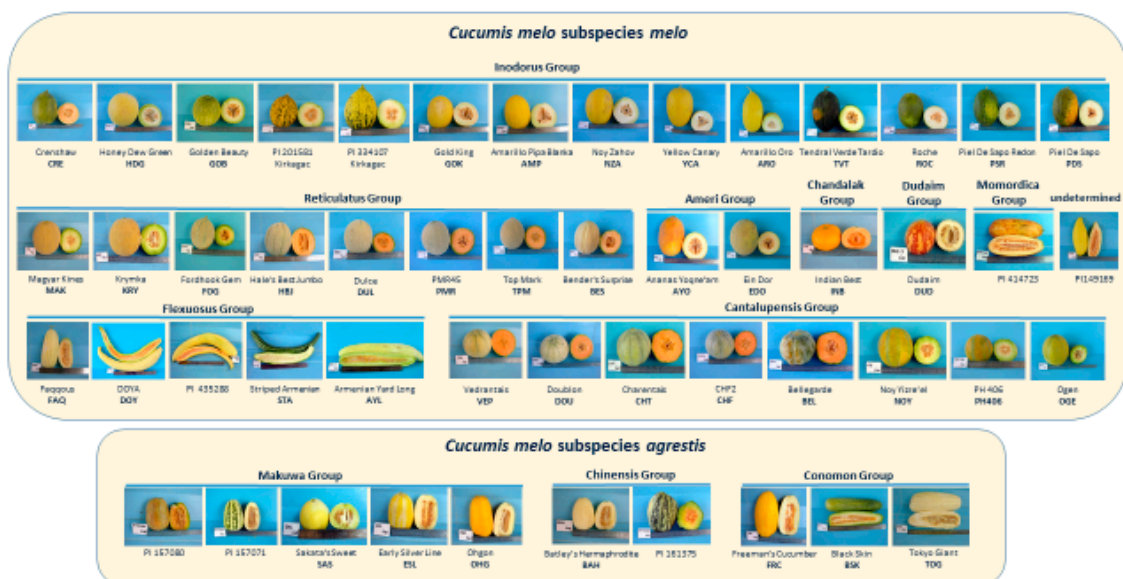 Cucumis melo subspecies melo
Inodorus Group
Crenshaw
CRE
Honey Dew Green
HDG
Golden Beauty
GOB
PI 201581
Kirkagac
PI 334107
Kirkagac
Gold King
GOK
Amarillo Pipa Blanka
AMP
Noy Zahov
NZA
Yellow Canary
YCA
Amarillo Oro
ARO
Tendral Verde Tardio
TVT
Roche
ROC
Piel De Sapo Redon
PSR
Piel De Sapo
PDS
Reticulatus Group
Magyar Kines
MAK
Krymka
KRY
Fordhook Gem
FOG
Hale's Best Jumbo
HBJ
Dulce
DUL
PMR45
PMR
Top Mark
TPM
Bender's Surprise
BES
Ameri Group
Ananas Yoqne'am
AYO
Ein Dor
EDO
Chandalak
Group
Indian Best
INB
Dudaim
Group
Dudaim
DUD
Momordica
Group
PI 414723
undetermined
PI149169
Flexuosus Group
Faqqous
FAQ
DOYA
DOY
PI 435288
Striped Armenian
STA
Armenian Yard Long
AYL
Cantalupensis Group
Vedrantais
VEP
Doublon
DOU
Charentais
CHT
CHF2
CHF
Bellegarde
BEL
Noy Yizre'el
NOY
PH 406
PH406
Ogen
OGE
Cucumis melo subspecies agrestis
Makuwa Group
PI 157080
PI 157071
Sakata's Sweet
SAS
Early Silver Line
ESL
Ohgon
OHG
Chinensis Group
Batley's Hermaphrodite
BAH
PI 161375
Conomon Group
Freeman's Cucumber
FRC
Black Skin
BSK
Tokyo Giant
TOG